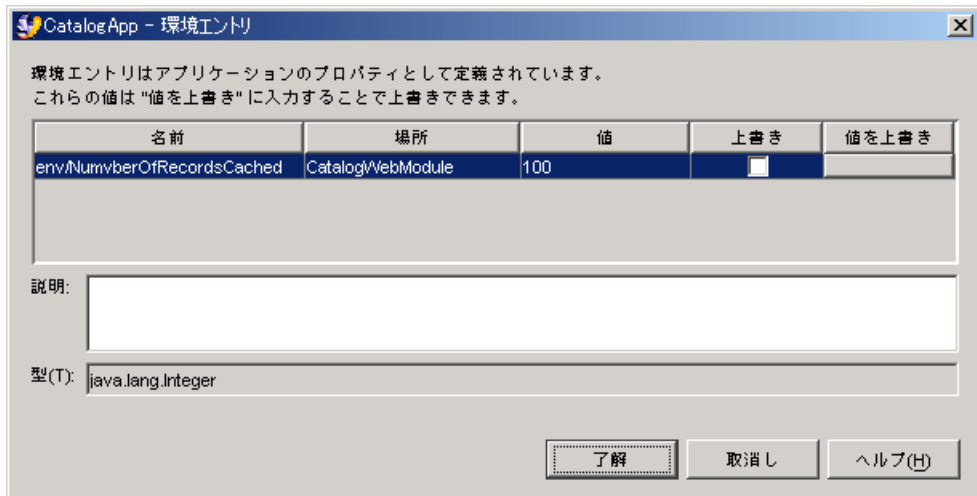 CatalogApp - 環境エントリ
環境エントリはアプリケーションのプロパティとして定義されています。
これらの値は "値を上書き" に入力することで上書きできます。
名前 場所 値 上書き 値を上書き
env/NumvberOfRecordsCached CatalogWebModule 100
説明:
型(T): java.lang.Integer
了解 取消し ヘルプ(H)